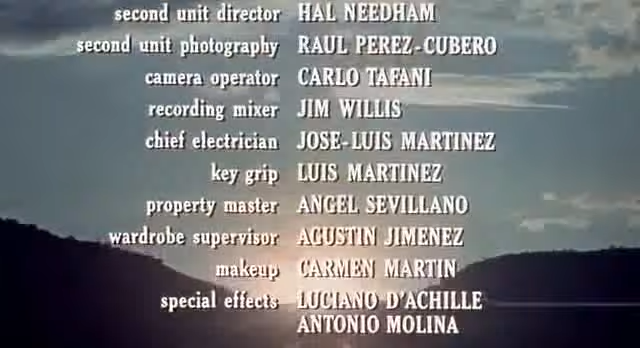 second unit director HAL NEEDHAM
second unit photography RAUL PEREZ-CUBERO
camera operator CARLO TAFANI
recording mixer JIM WILLIS
chief electrician JOSE-LUIS MARTINEZ
key grip LUIS MARTINEZ
property master ANGEL SEVILLANO
wardrobe supervisor AGUSTIN JIMENEZ
makeup CARMEN MARTIN
special effects LUCIANO D'ACHILLE
ANTONIO MOLINA